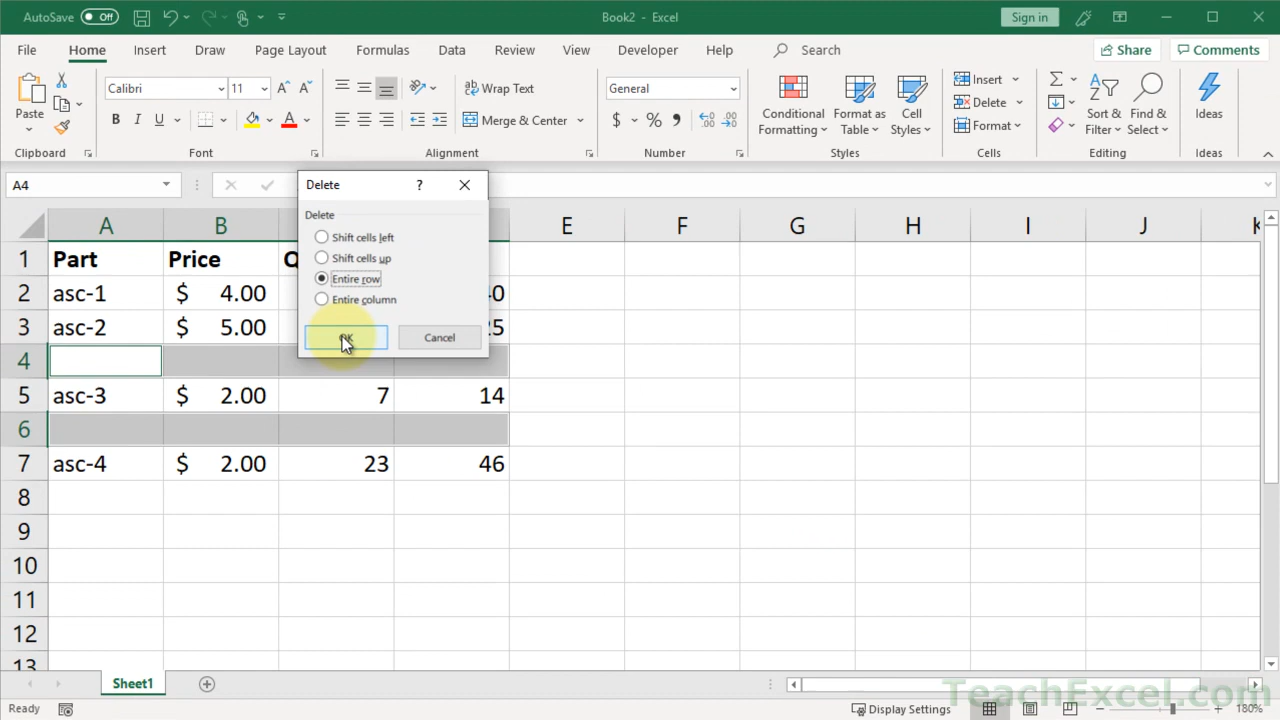 AutoSave Off Book2 - Excel Sign in
File Home Insert Draw Page Layout Formulas Data Review View Developer Help Search Share Comments
Paste
Clipboard
Calibri 11
B I U A
Font
Wrap Text
Merge & Center
Alignment
General
$ % ,
Number
Conditional Formatting
Format as Table
Cell Styles
Styles
Insert
Delete
Format
Cells
Sort & Filter
Find & Select
Editing
Ideas
Ideas
A4
Delete ? 
Delete
Shift cells left
Shift cells up
Entire row
Entire column
OK Cancel
A B E F G H I J K
1 Part Price Q
2 asc-1 $ 4.00 40
3 asc-2 $ 5.00 25
4
5 asc-3 $ 2.00 7 14
6
7 asc-4 $ 2.00 23 46
8
9
10
11
12
13
Sheet1
Ready Display Settings 180%
TeachExcel.com